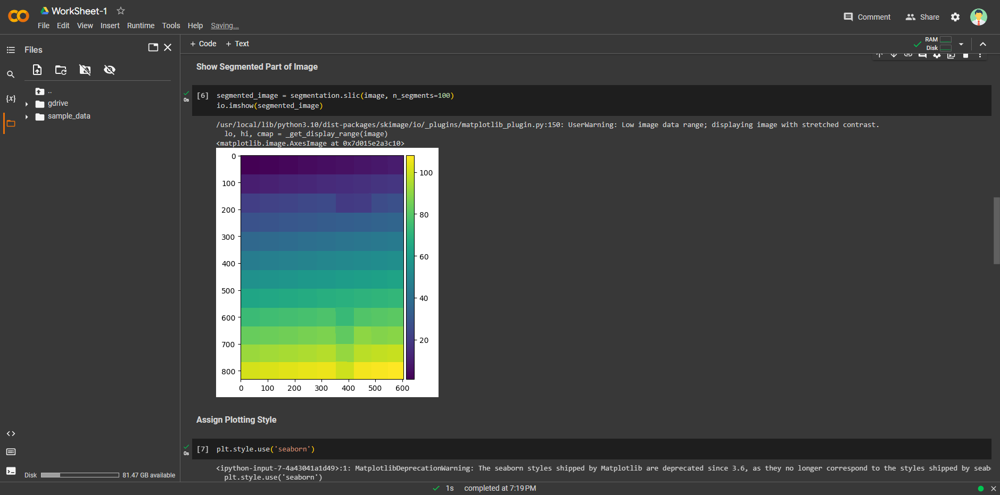 WorkSheet-1
File Edit View Insert Runtime Tools Help Saving...
Comment Share
Files
+ Code + Text
RAM
Disk
..
gdrive
sample_data
{x}
Show Segmented Part of Image
0s
[6] segmented_image = segmentation.slic(image, n_segments=100)
io.imshow(segmented_image)
/usr/local/lib/python3.10/dist-packages/skimage/io/_plugins/matplotlib_plugin.py:150: UserWarning: Low image data range; displaying image with stretched contrast.
lo, hi, cmap = _get_display_range(image)
<matplotlib.image.AxesImage at 0x7d015e2a3c10>
0
100
200
300
400
500
600
700
800
0 100 200 300 400 500 600
100
80
60
40
20
Assign Plotting Style
0s
[7] plt.style.use('seaborn')
<ipython-input-7-4a43041a1d49>:1: MatplotlibDeprecationWarning: The seaborn styles shipped by Matplotlib are deprecated since 3.6, as they no longer correspond to the styles shipped by seab
plt.style.use('seaborn')
Disk 81.47 GB available
1s completed at 7:19 PM